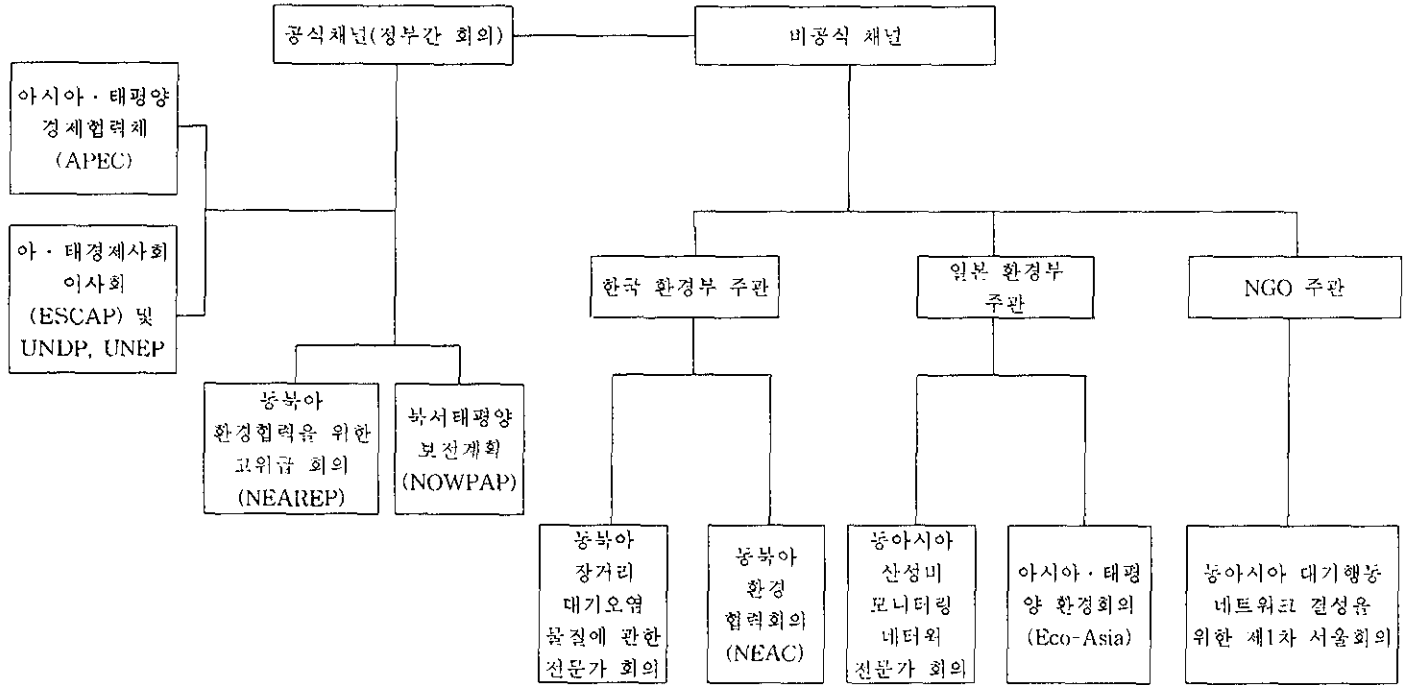 공식채널(정부간 회의)
비공식 채널
아시아·태평양
경제협력체
(APEC)
아·태경제사회
이사회
(ESCAP) 및
UNDP, UNEP
한국 환경부 주관
일본 환경부
주관
NGO 주관
동북아
환경협력을 위한
고위급 회의
(NEAREP)
북서태평양
보전계획
(NOWPAP)
동북아
장거리
대기오염
물질에 관한
전문가 회의
동북아
환경
협력회의
(NEAC)
동아시아
산성비
모니터링
네터워
전문가 회의
아시아·태평
양 환경회의
(Eco-Asia)
동아시아 대기행동
네트워크 결성을
위한 제1차 서울회의